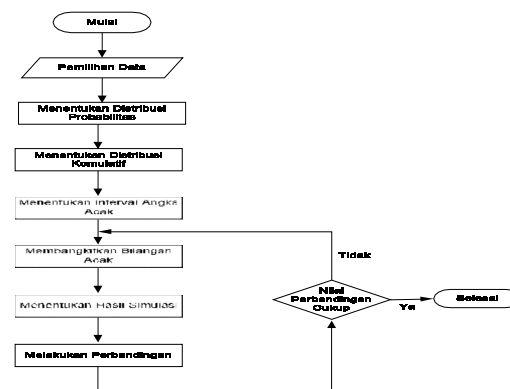 Mulai
Pemilihan Data
Menentukan Distribusi
Probabilitas
Menentukan Distribusi
Komulatif
Menentukan Interval Angka
Acak
Membangkitkan Bilangan
Acak
Menentukan Hasil Simulasi
Melakukan Perbandingan
Tidak
Nilai
Perbandingan
Cukup
Ya
Selesai